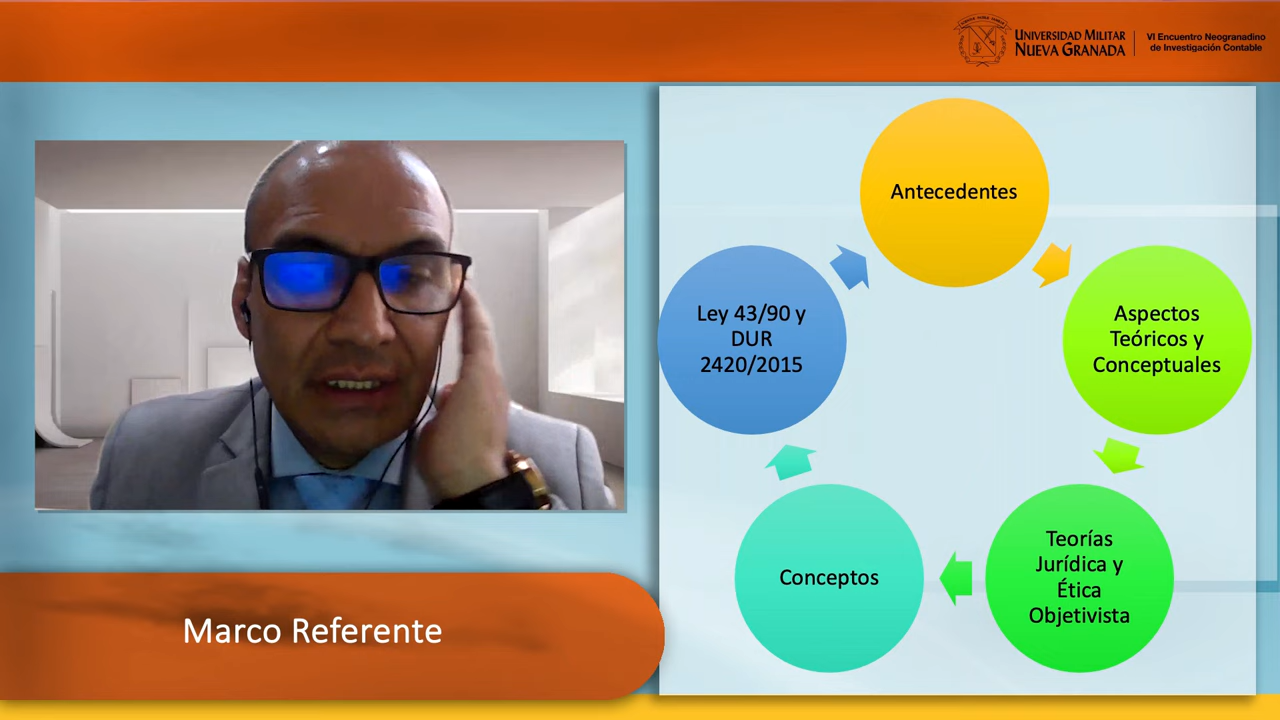 UNIVERSIDAD MILITAR
NUEVA GRANADA
VI Encuentro Neogranadino
de Investigación Contable
Antecedentes
Aspectos
Teóricos y
Conceptuales
Teorías
Jurídica y
Ética
Objetivista
Conceptos
Ley 43/90 y
DUR
2420/2015
Marco Referente